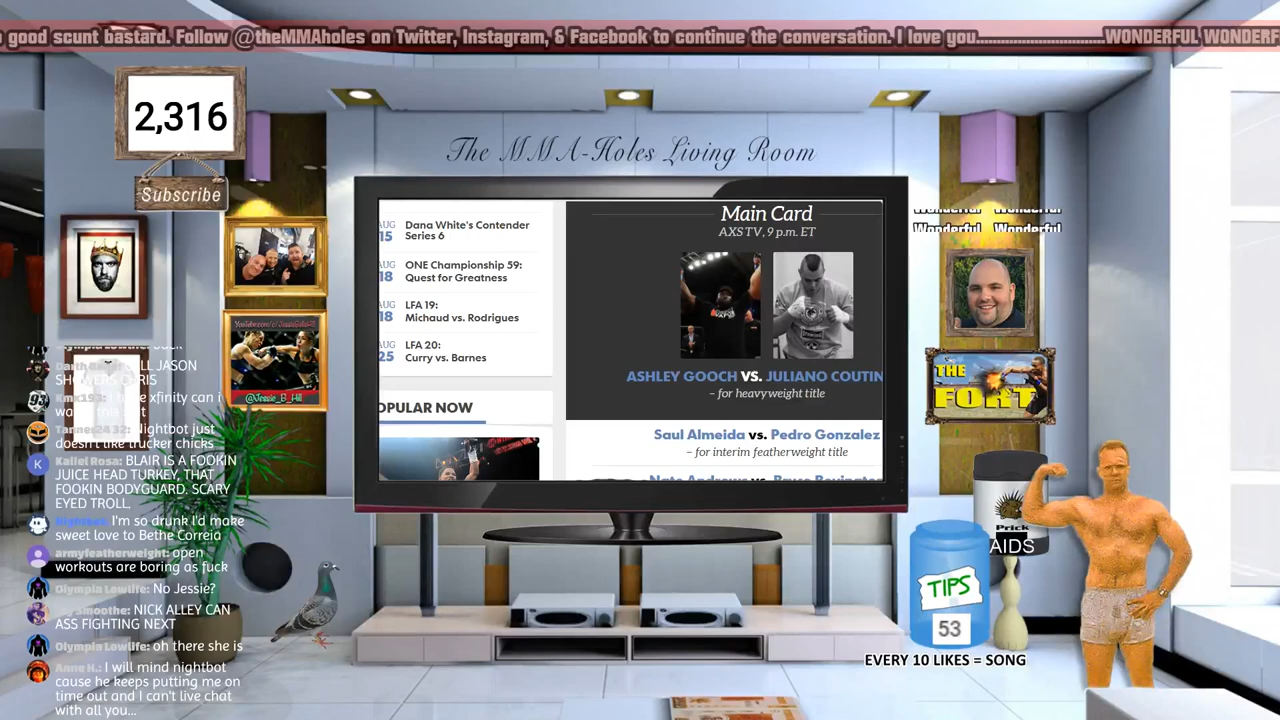 good scunt bastard. Follow @theMMAholes on Twitter, Instagram, & Facebook to continue the conversation. I love you..............................WONDERFUL WONDERF
2,316
Subscribe
The MMA-Holes Living Room
AUG
15
Dana White's Contender
Series 6
AUG
18
ONE Championship 59:
Quest for Greatness
AUG
18
LFA 19:
Michaud vs. Rodrigues
LFA 20:
25
Curry vs. Barnes
OPULAR NOW
Main Card
AXS TV, 9 p.m. ET
ASHLEY GOOCH VS. JULIANO COUTIN
– for heavyweight title
Saul Almeida vs. Pedro Gonzalez
– for interim featherweight title
Wonderful Wonderful
Wonderful Wonderful
@Jessie_B_Hill
THE
FORT
LL JASON
SHOWERS CHRIS
xfinity can i
Tanner24 32: Nightbot just
doesn't like trucker chicks
Kaliel Rosa: BLAIR IS A FOOKIN
JUICE HEAD TURKEY, THAT
FOOKIN BODYGUARD. SCARY
EYED TROLL.
I'm so drunk I'd make
sweet love to Bethe Correia
armyfeatherweight: open
workouts are boring as fuck
Olympia Lowlife: No Jessie?
Smoothe: NICK ALLEY CAN
ASS FIGHTING NEXT
Olympia Lowlife: oh there she is
Anne H.: I will mind nightbot
cause he keeps putting me on
time out and I can't live chat
with all you...
Prick
AIDS
TIPS
53
EVERY 10 LIKES = SONG